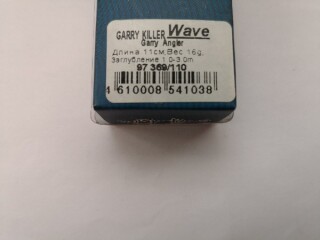 GARRY KILLER Wave
Garry Angler
Длина 11см,Вес 16g,
Заглубление 1.0-3.0m
97 369/110
4 610008 541038